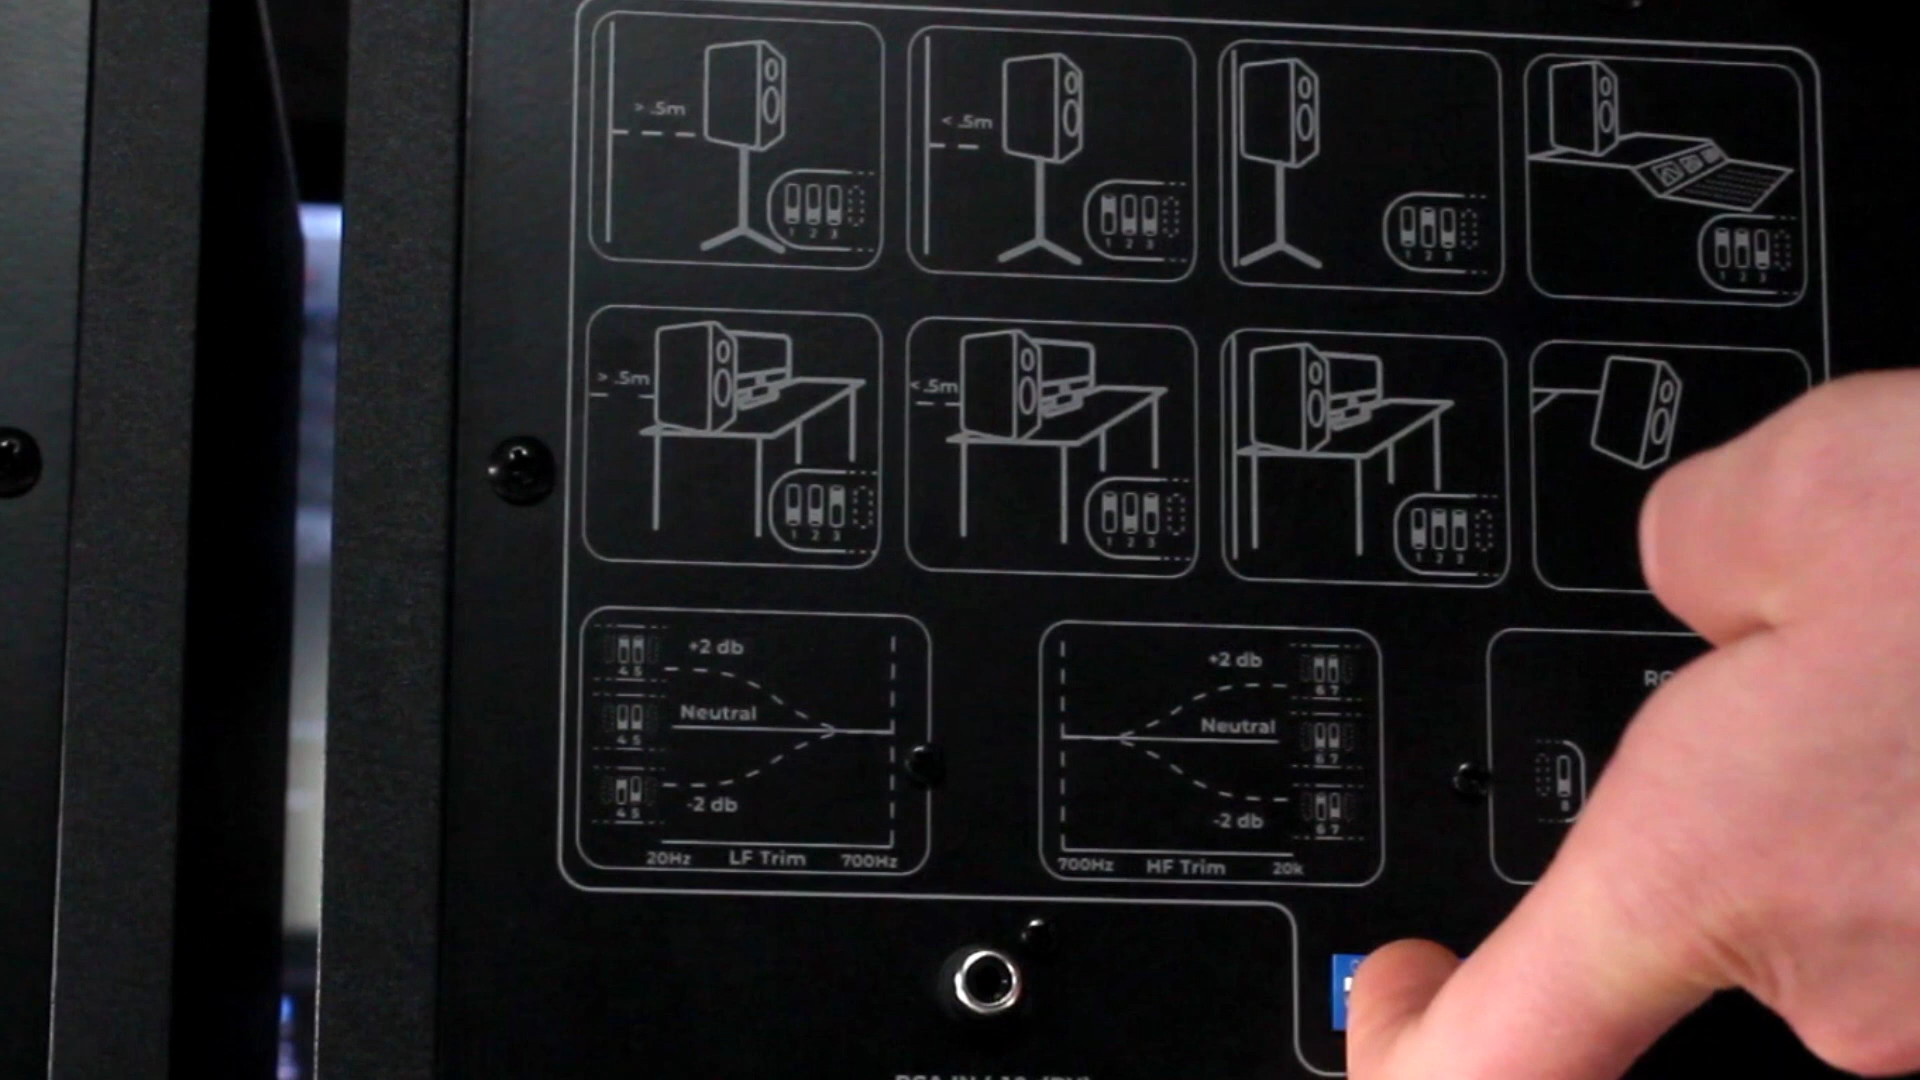 > .5m
< .5m
1 2 3
1 2 3
1 2 3
1 2 3
> .5m
< .5m
1 2 3
1 2 3
1 2 3
4 5
+2 db
Neutral
4 5
4 5
-2 db
20Hz LF Trim 700Hz
+2 db
6 7
Neutral
6 7
-2 db
6 7
700Hz HF Trim 20k
8